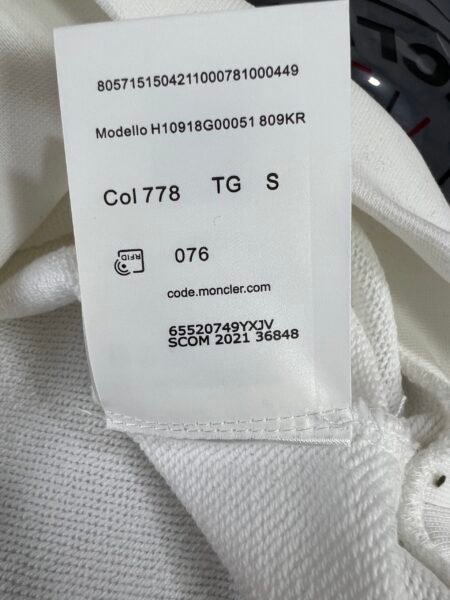 8057151504211000781000449
Modello H10918G00051 809KR
Col 778 TG S
RFID
076
code.moncler.com
65520749YXJV
SCOM 2021 36848